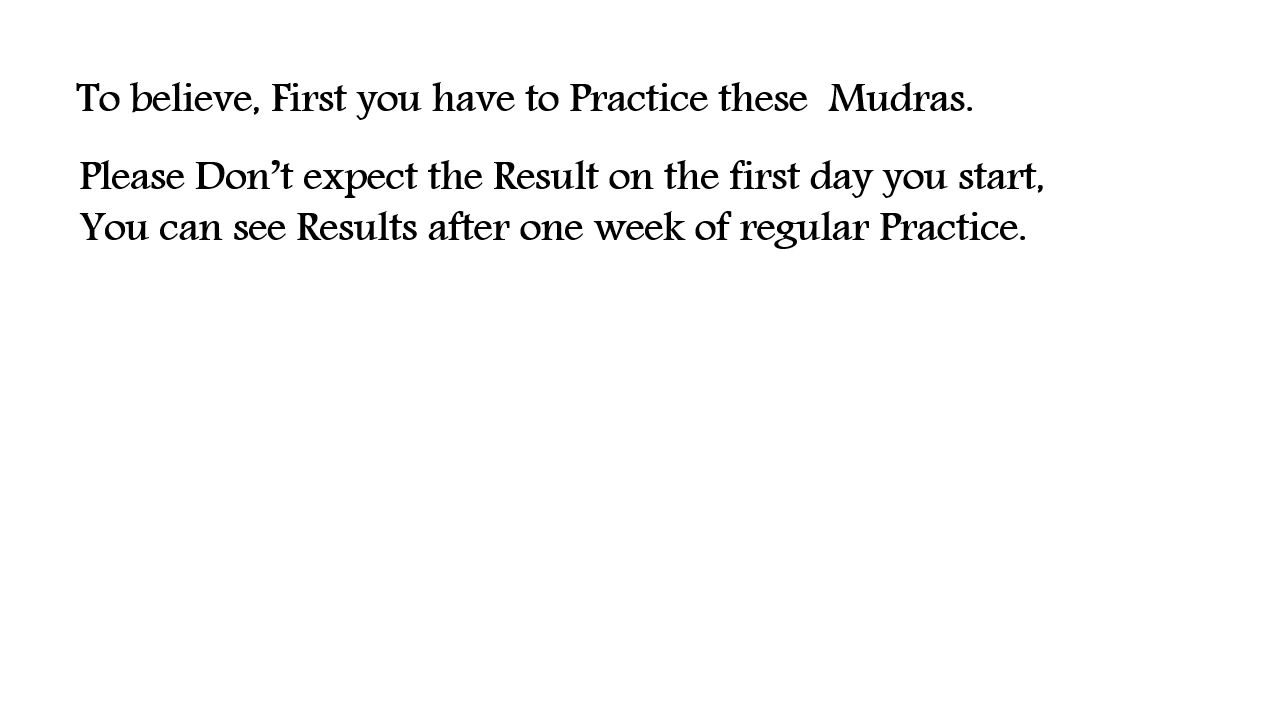 To believe, First you have to Practice these  Mudras.
Please Don’t expect the Result on the first day you start,
You can see Results after one week of regular Practice.